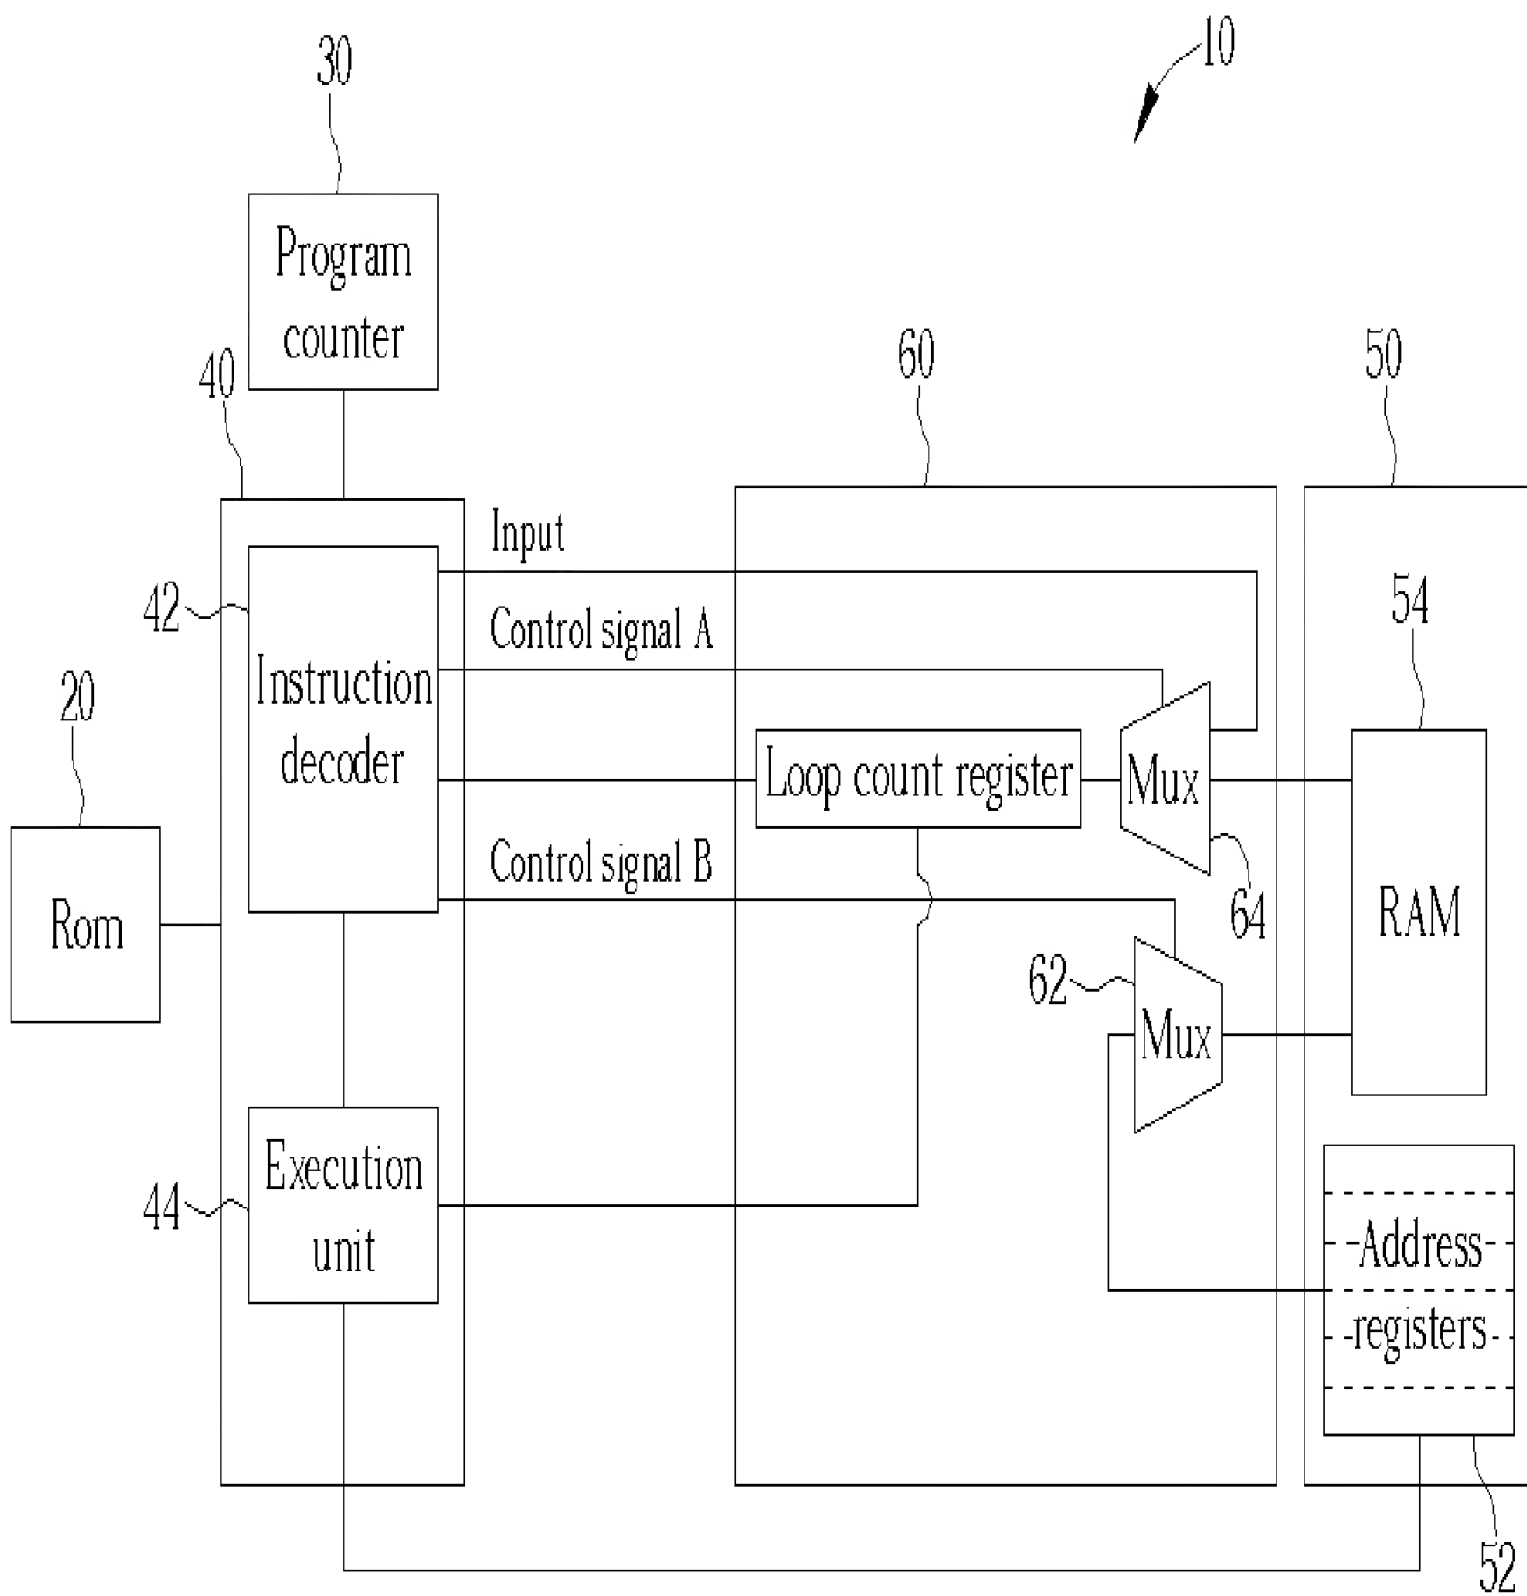 10
30
Program
counter
40
60
50
Input
42
Control signal A
54
Instruction
decoder
20
Loop count register
Mux
Control signal B
64
Rom
RAM
62
Mux
Execution
unit
44
Address
registers
52